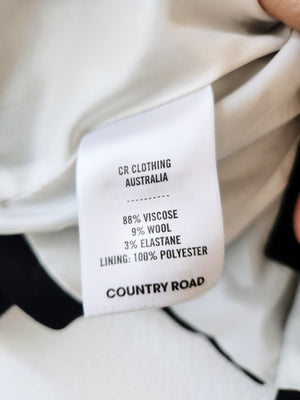 CR CLOTHING
AUSTRALIA
----------
88% VISCOSE
9% WOOL
3% ELASTANE
LINING: 100% POLYESTER
COUNTRY ROAD